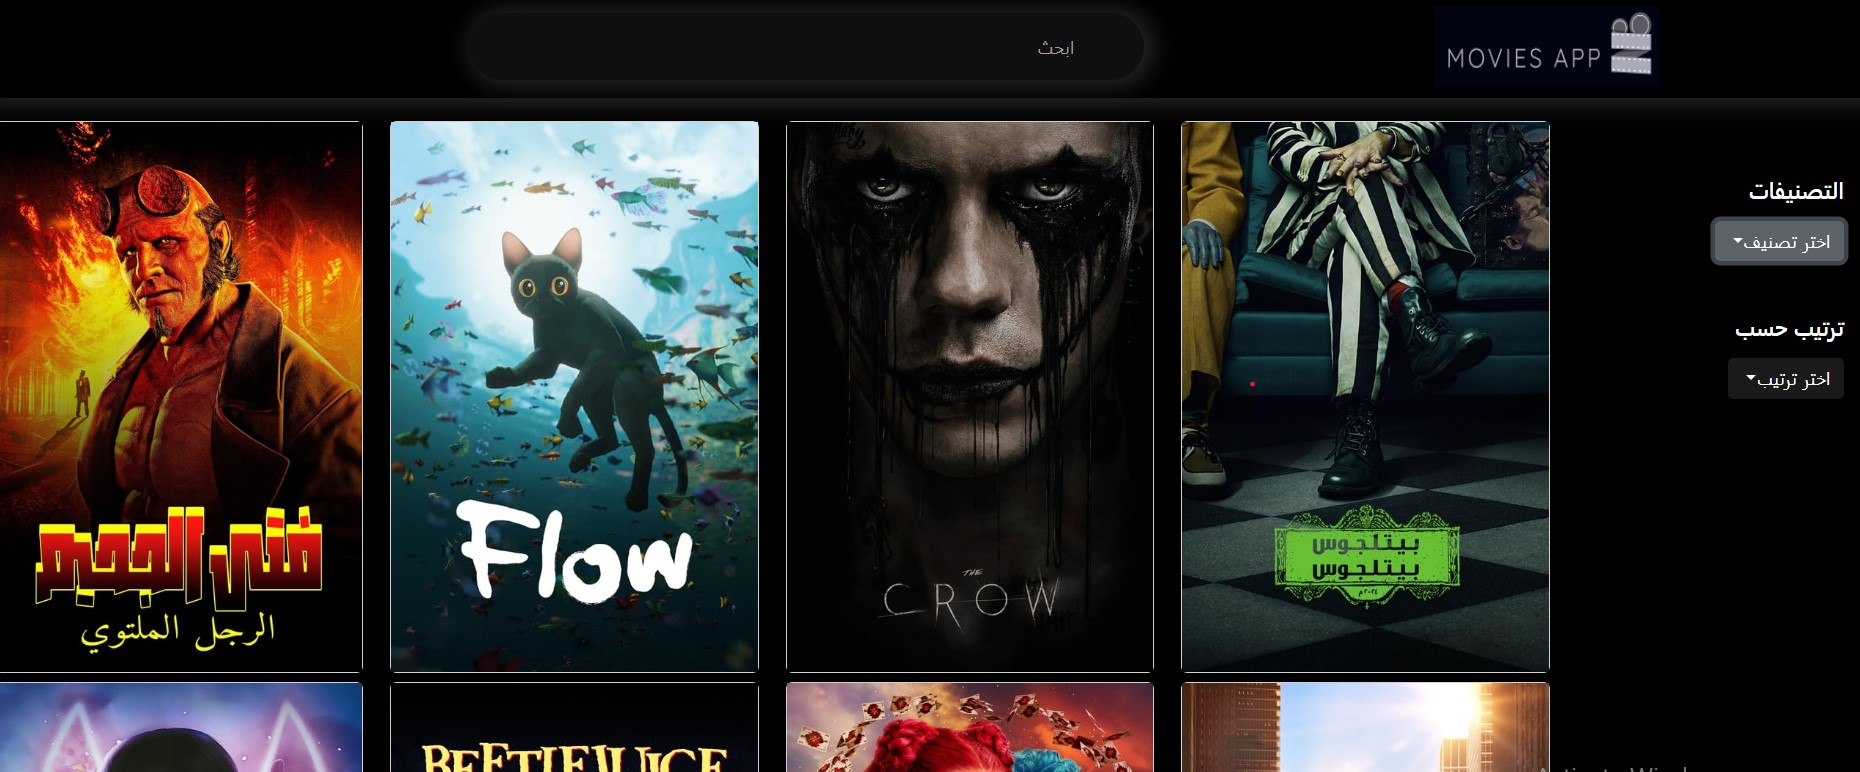 MOVIES APP
ابحث
التصنيفات
اختر تصنيف
ترتيب حسب
اختر ترتيب
بيتلجوس
بيتلجوس
٢٠٢٤م
THE
CROW
Flow
فتى الجحيم
الرجل الملتوي
BEETLEJUICE